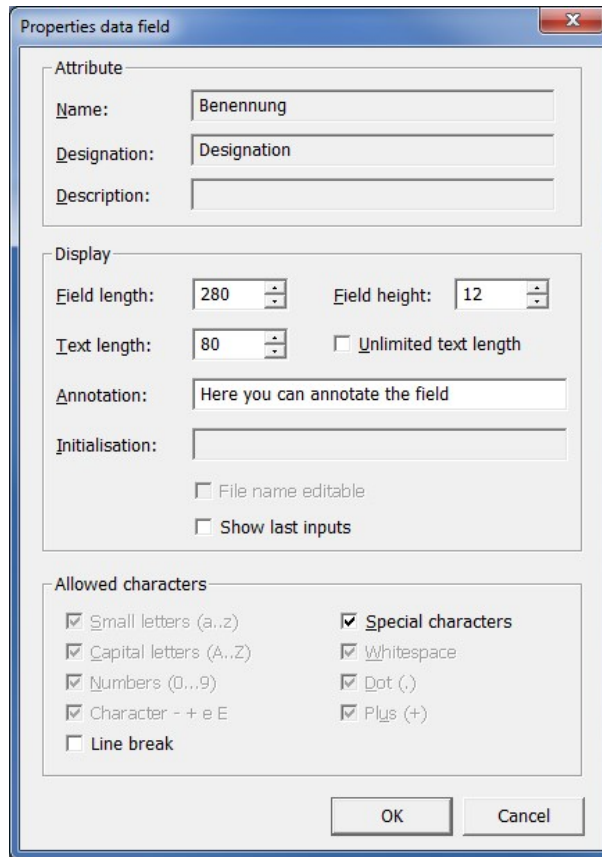 Properties data field
Attribute
Name: Benennung
Designation: Designation
Description:
Display
Field length: 280 Field height: 12
Text length: 80 Unlimited text length
Annotation: Here you can annotate the field
Initialisation:
File name editable
Show last inputs
Allowed characters
Small letters (a..z) Special characters
Capital letters (A..Z) Whitespace
Numbers (0...9) Dot (.)
Character - + e E Plus (+)
Line break
OK Cancel